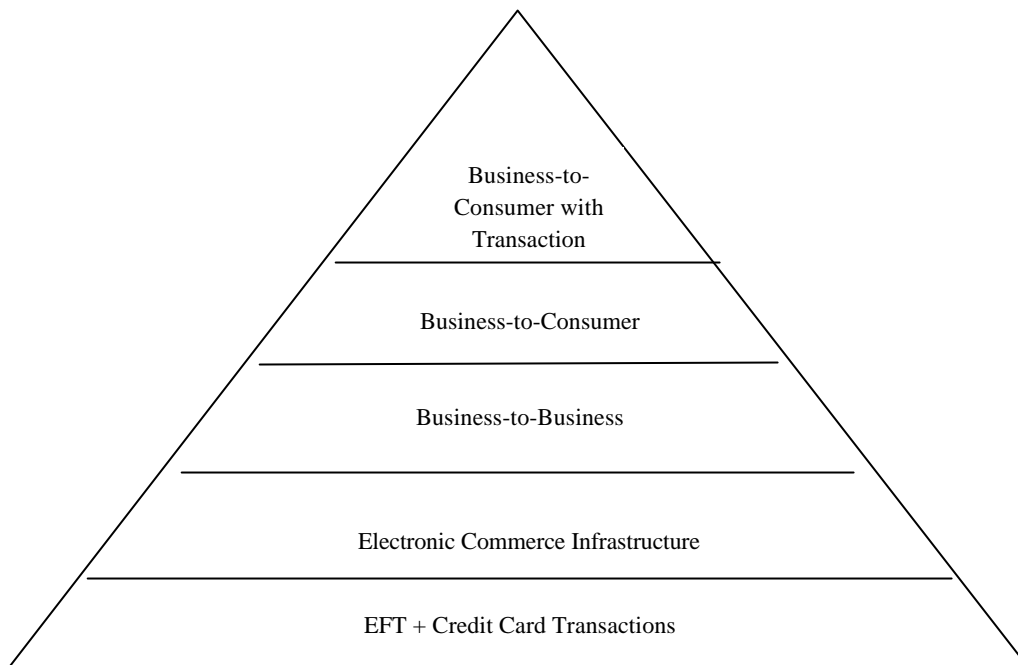 Business-to-
Consumer with
Transaction
Business-to-Consumer
Business-to-Business
Electronic Commerce Infrastructure
EFT + Credit Card Transactions